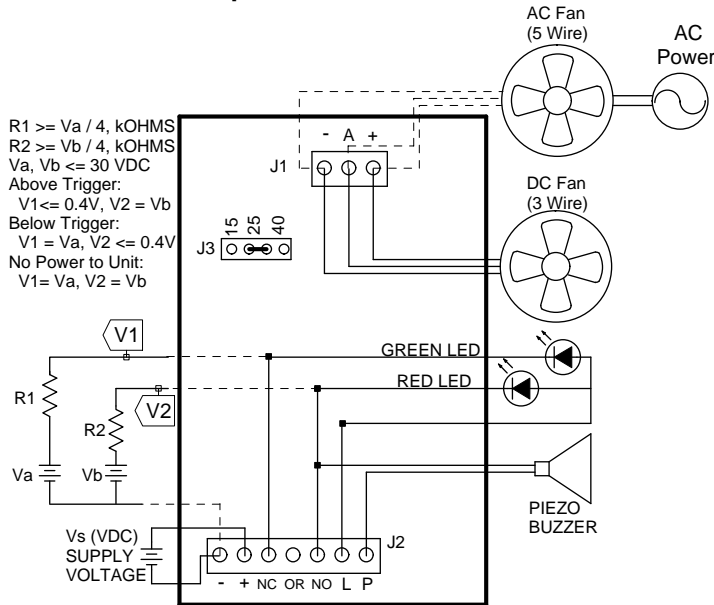 AC Fan
(5 Wire)
AC
Power
R1 >= Va / 4, kOHMS
R2 >= Vb / 4, kOHMS
Va, Vb <= 30 VDC
Above Trigger:
V1<= 0.4V, V2 = Vb
Below Trigger:
V1 = Va, V2 <= 0.4V
No Power to Unit:
V1= Va, V2 = Vb
- A +
J1
DC Fan
(3 Wire)
15 25 40
J3
V1
GREEN LED
RED LED
V2
R1
R2
Va
Vb
PIEZO
BUZZER
Vs (VDC)
SUPPLY
VOLTAGE
J2
- + NC OR NO L P